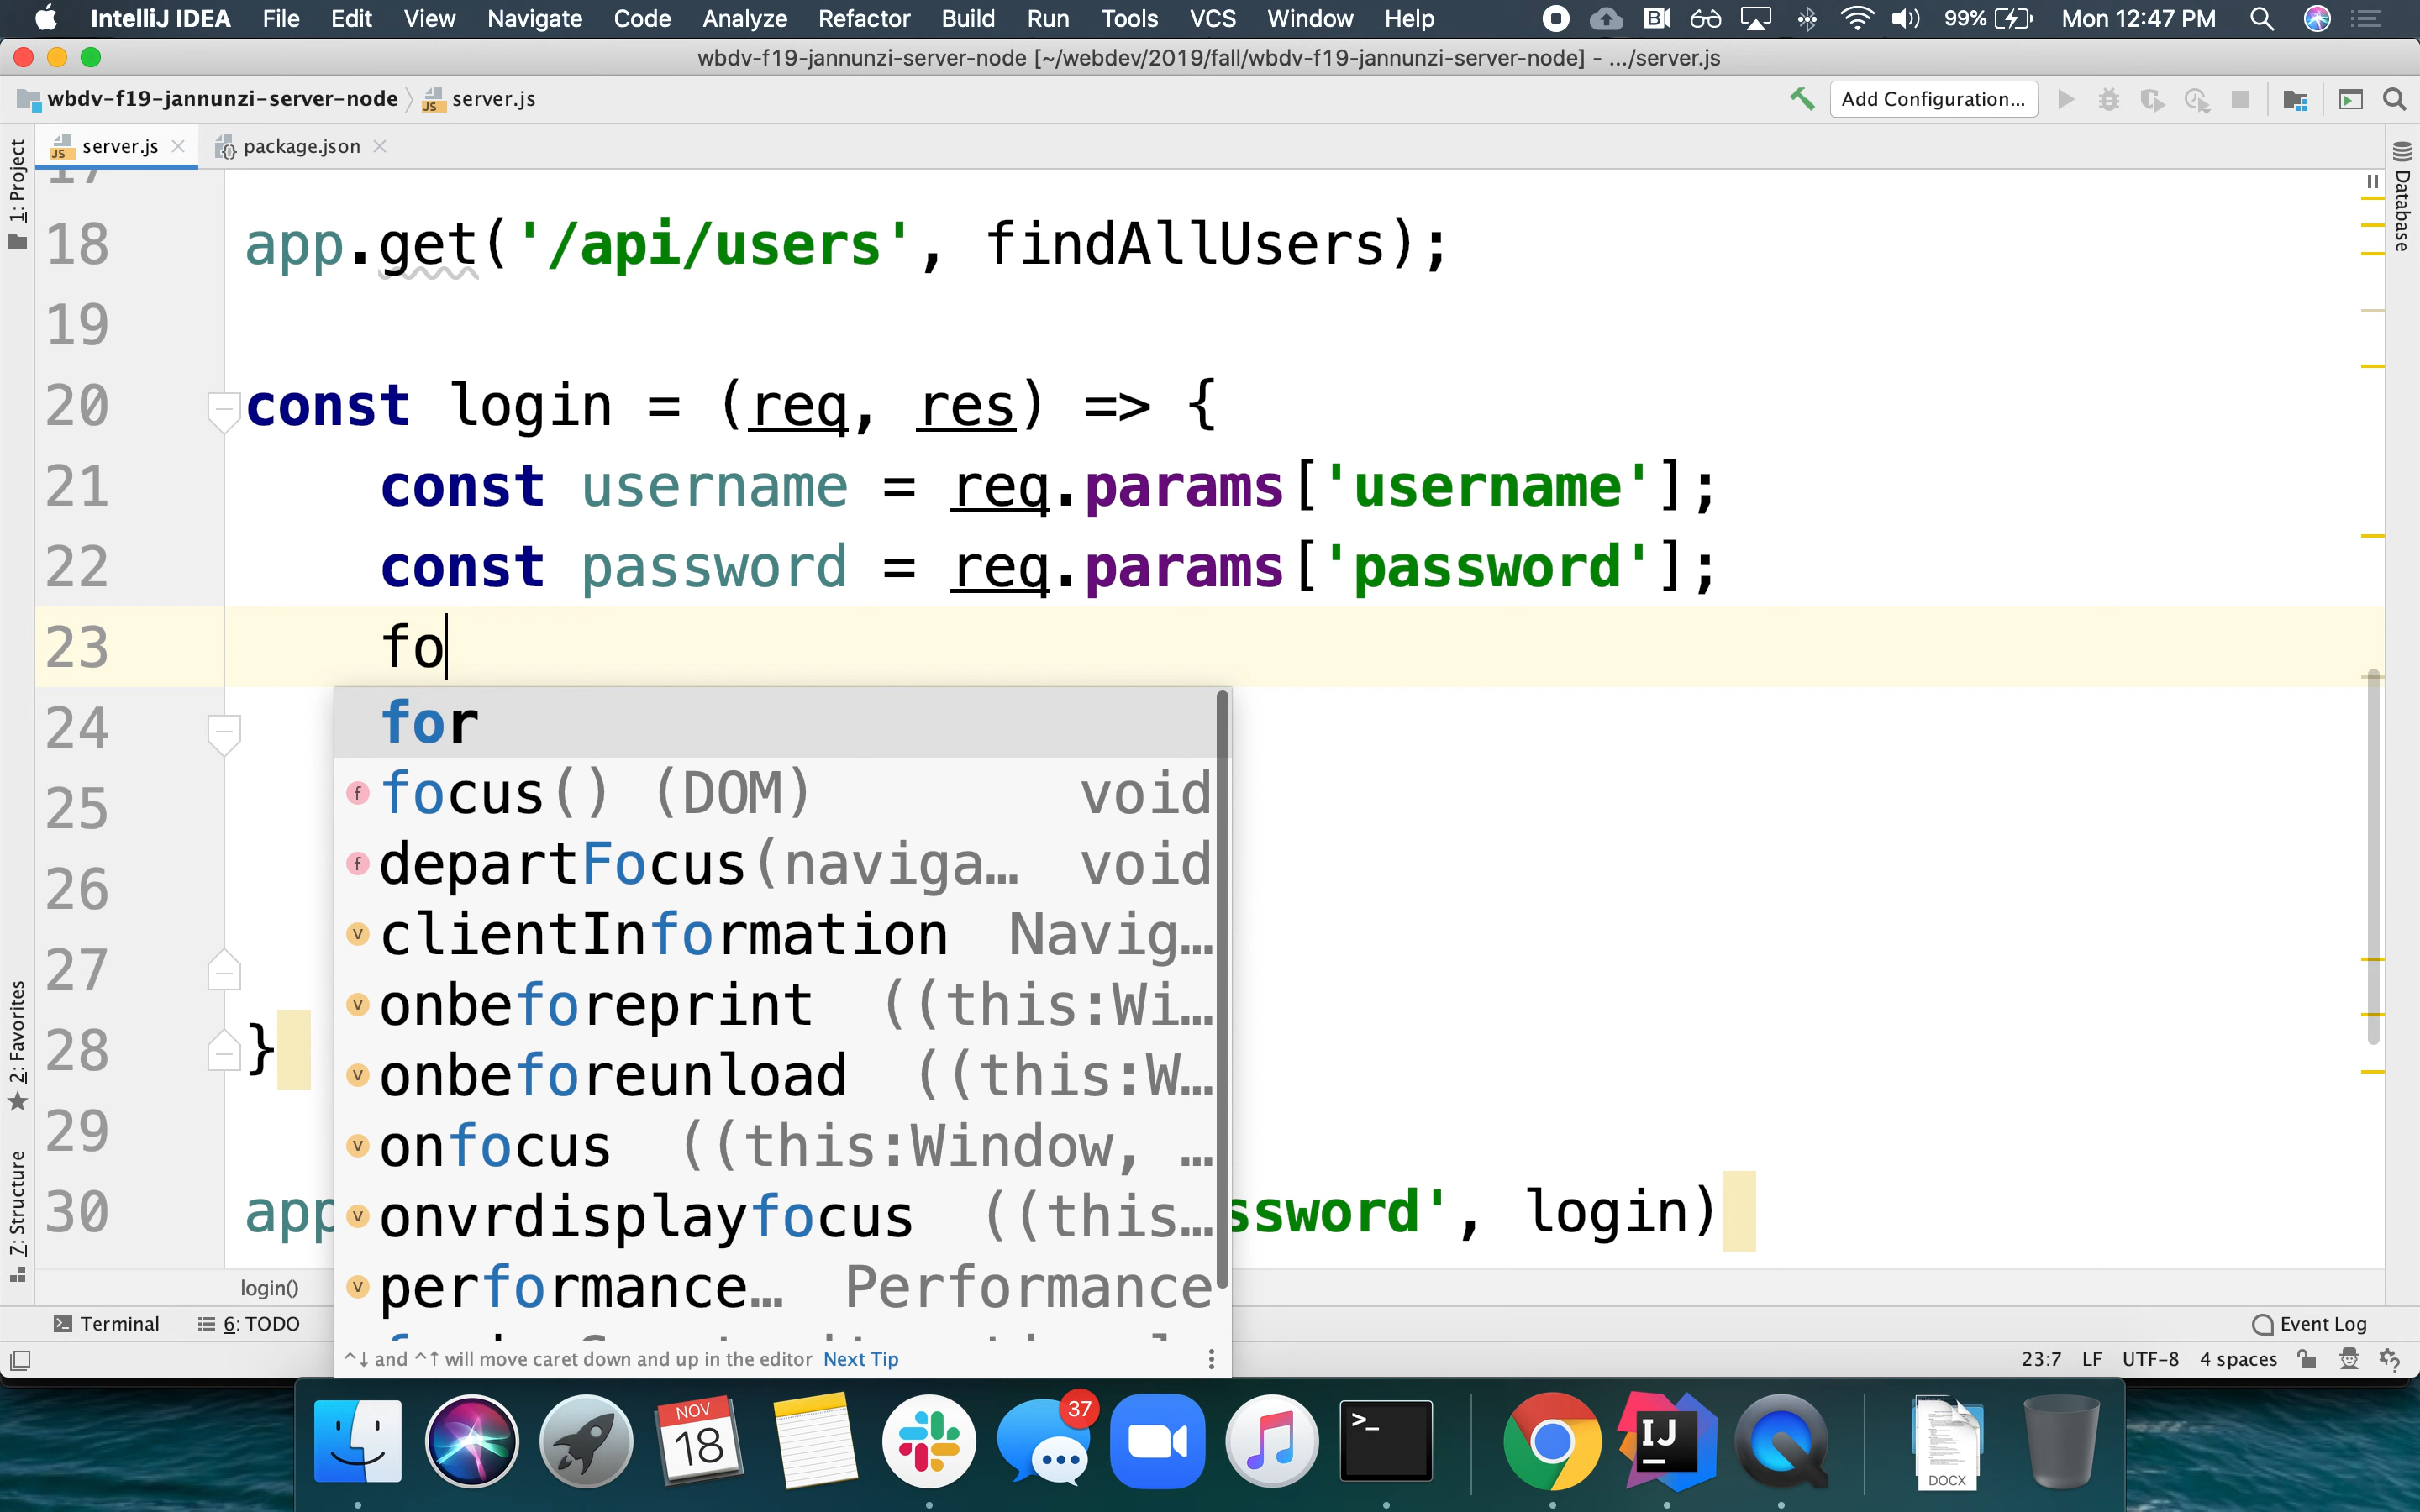 IntelliJ IDEA File Edit View Navigate Code Analyze Refactor Build Run Tools VCS Window Help 99% Mon 12:47 PM
wbdv-f19-jannunzi-server-node [~/webdev/2019/fall/wbdv-f19-jannunzi-server-node] - .../server.js
wbdv-f19-jannunzi-server-node server.js Add Configuration...
server.js package.json
1: Project
Database
17
18 app.get('/api/users', findAllUsers);
19
20 const login = (req, res) => {
21 const username = req.params['username'];
22 const password = req.params['password'];
23 fo
for
focus() (DOM) void
departFocus(naviga… void
clientInformation Navig…
onbeforeprint ((this:Wi…
onbeforeunload ((this:W…
onfocus ((this:Window, …
onvrdisplayfocus ((this…
performance… Performance
^↓ and ^↑ will move caret down and up in the editor Next Tip
24
25
26
27
28 }
29
30 app ssword', login)
2: Favorites
7: Structure
login()
Terminal 6: TODO Event Log
23:7 LF UTF-8 4 spaces
NOV
18
37
>_
IJ
DOCX